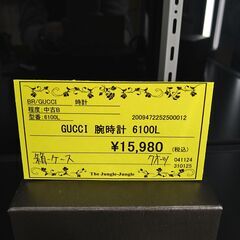 BR/GUCCI 時計
程度:中古B
型番:6100L 2009472252500012
GUCCI 腕時計 6100L
¥15,980 (税込)
箱・ケース クオーツ 041124
310125
The Jungle-Jungle